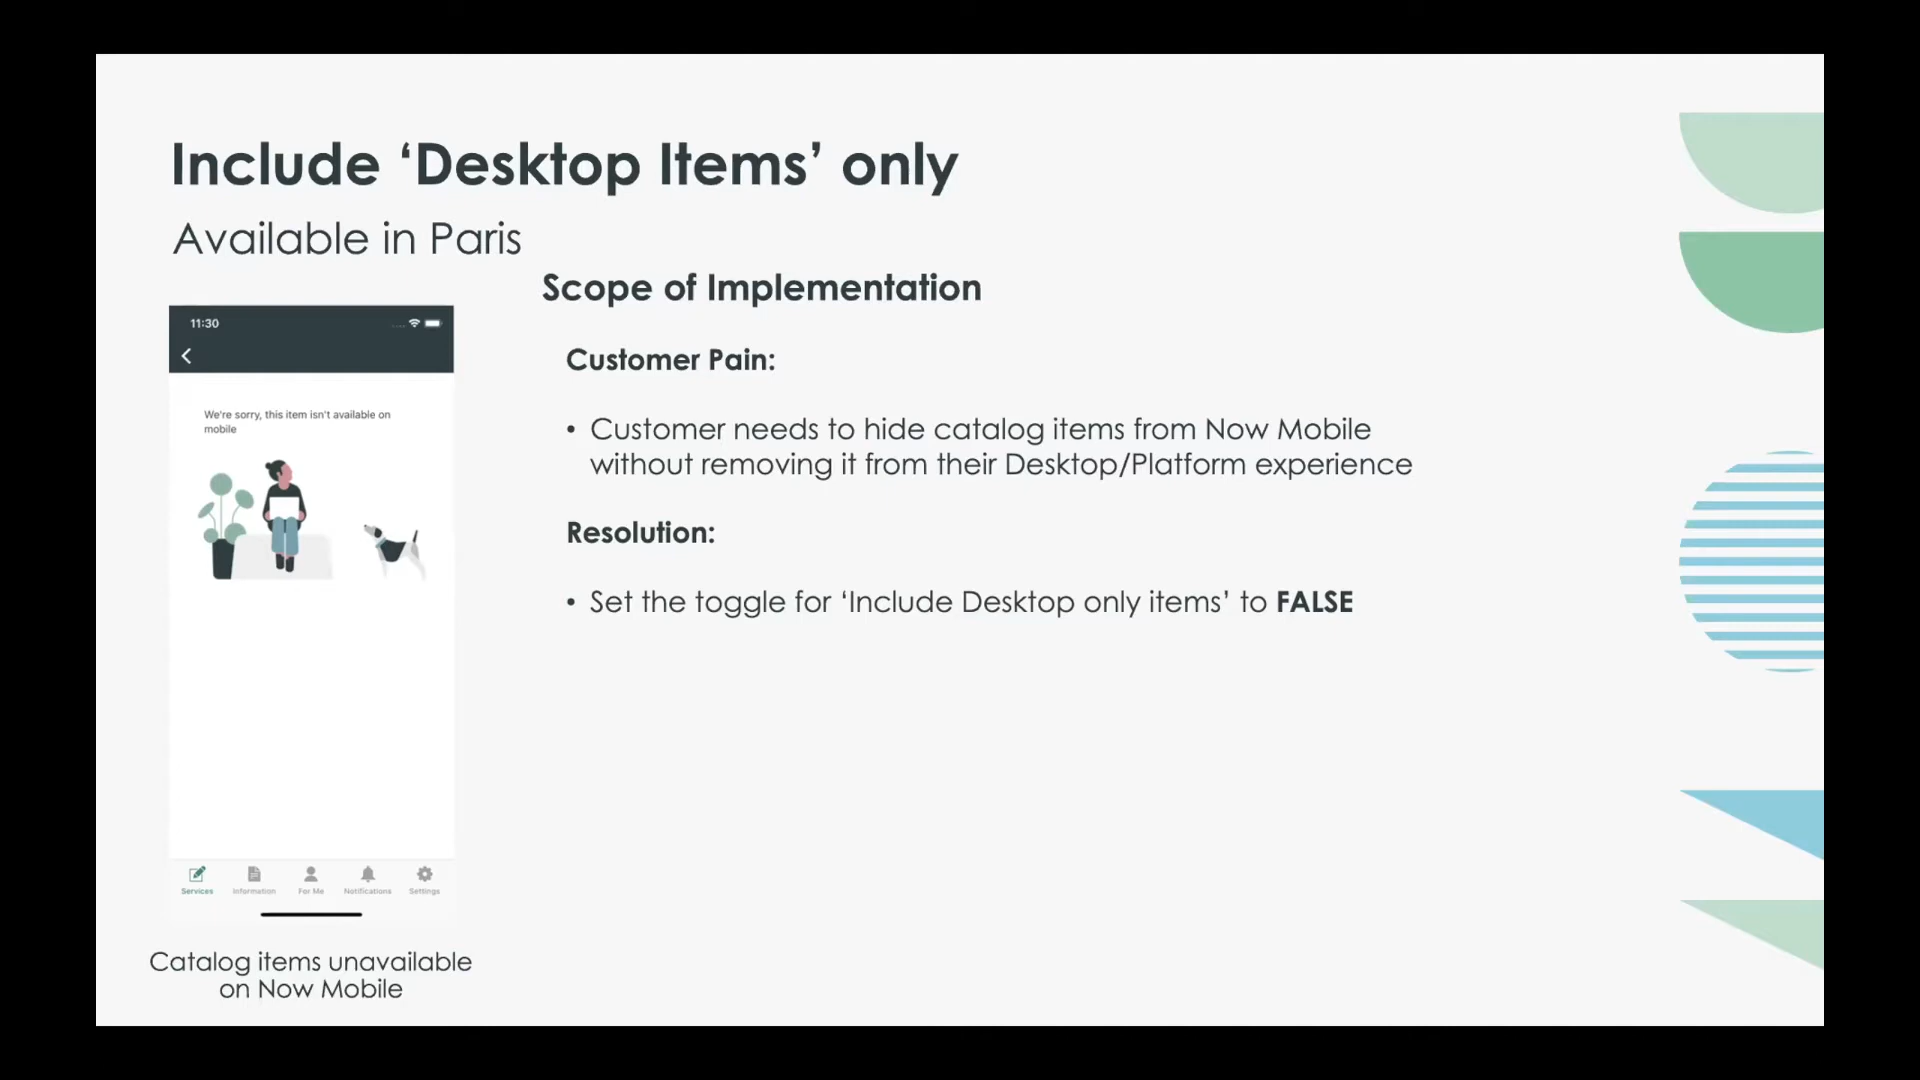 Include ‘Desktop Items’ only
Available in Paris
Scope of Implementation
11:30
We're sorry, this item isn't available on
mobile
Services
Information
For Me
Notifications
Settings
Catalog items unavailable
on Now Mobile
Customer Pain:
• Customer needs to hide catalog items from Now Mobile
without removing it from their Desktop/Platform experience
Resolution:
• Set the toggle for ‘Include Desktop only items’ to FALSE